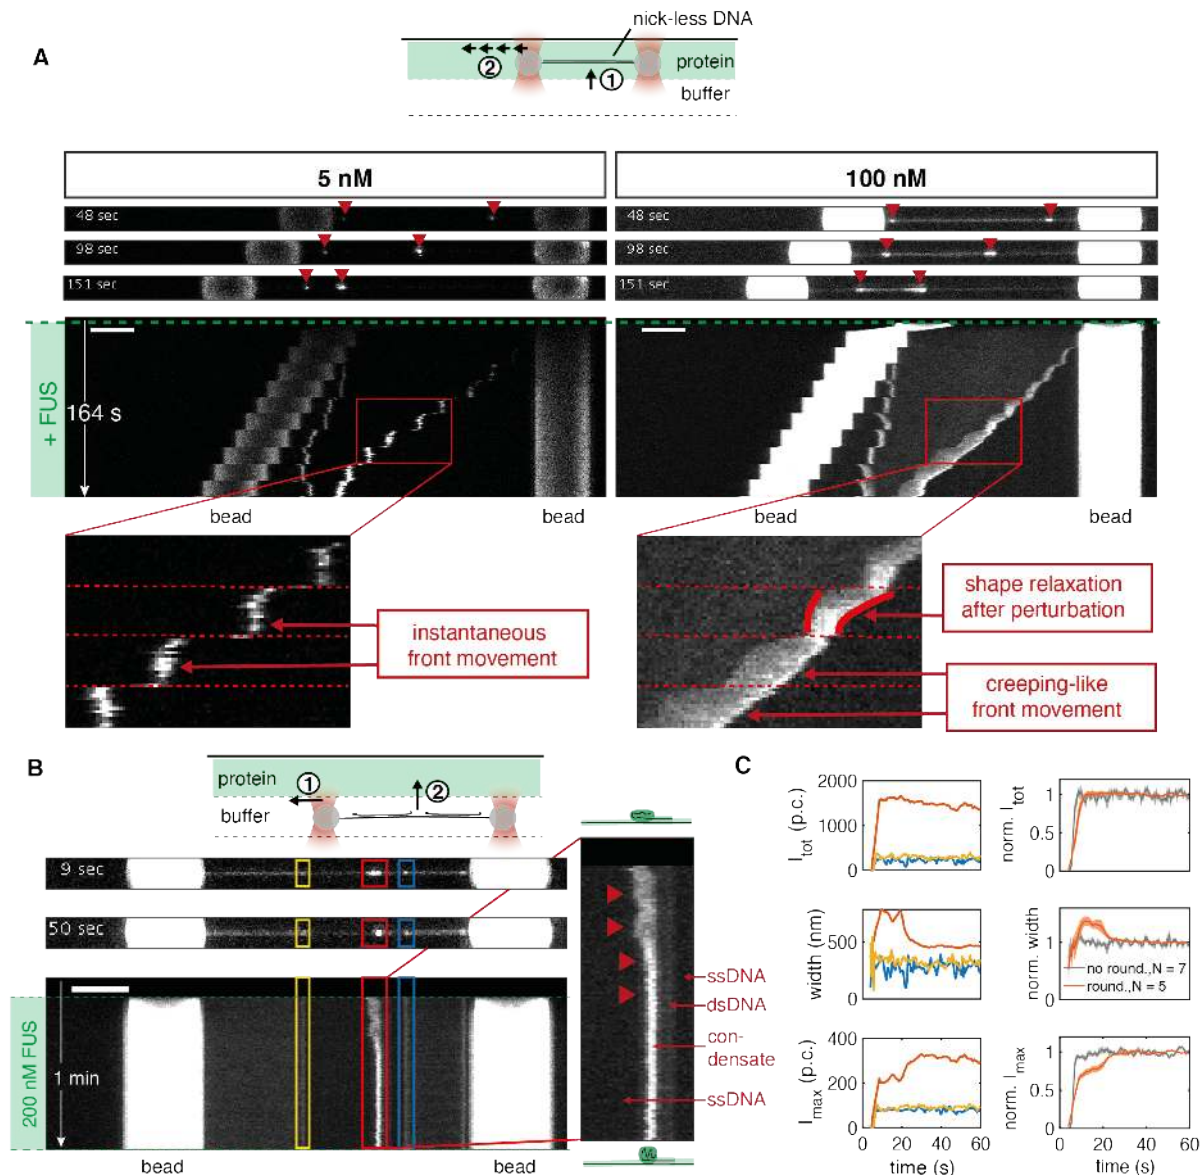 nick-less DNA
A
protein
2
1
buffer
5 nM
100 nM
48 sec
48 sec
98 sec
98 sec
151 sec
151 sec
+ FUS
164 s
bead
bead
bead
bead
instantaneous
front movement
shape relaxation
after perturbation
creeping-like
front movement
B
protein
1
2
buffer
9 sec
50 sec
200 nM FUS
1 min
bead
bead
ssDNA
dsDNA
con-
densate
ssDNA
C
I_tot (p.c.)
2000
1000
0
norm. I_tot
1
0.5
0
width (nm)
500
0
norm. width
1
0
no round., N = 7
round., N = 5
I_max (p.c.)
400
200
0
0 20 40 60
time (s)
norm. I_max
1
0.5
0
0 20 40 60
time (s)